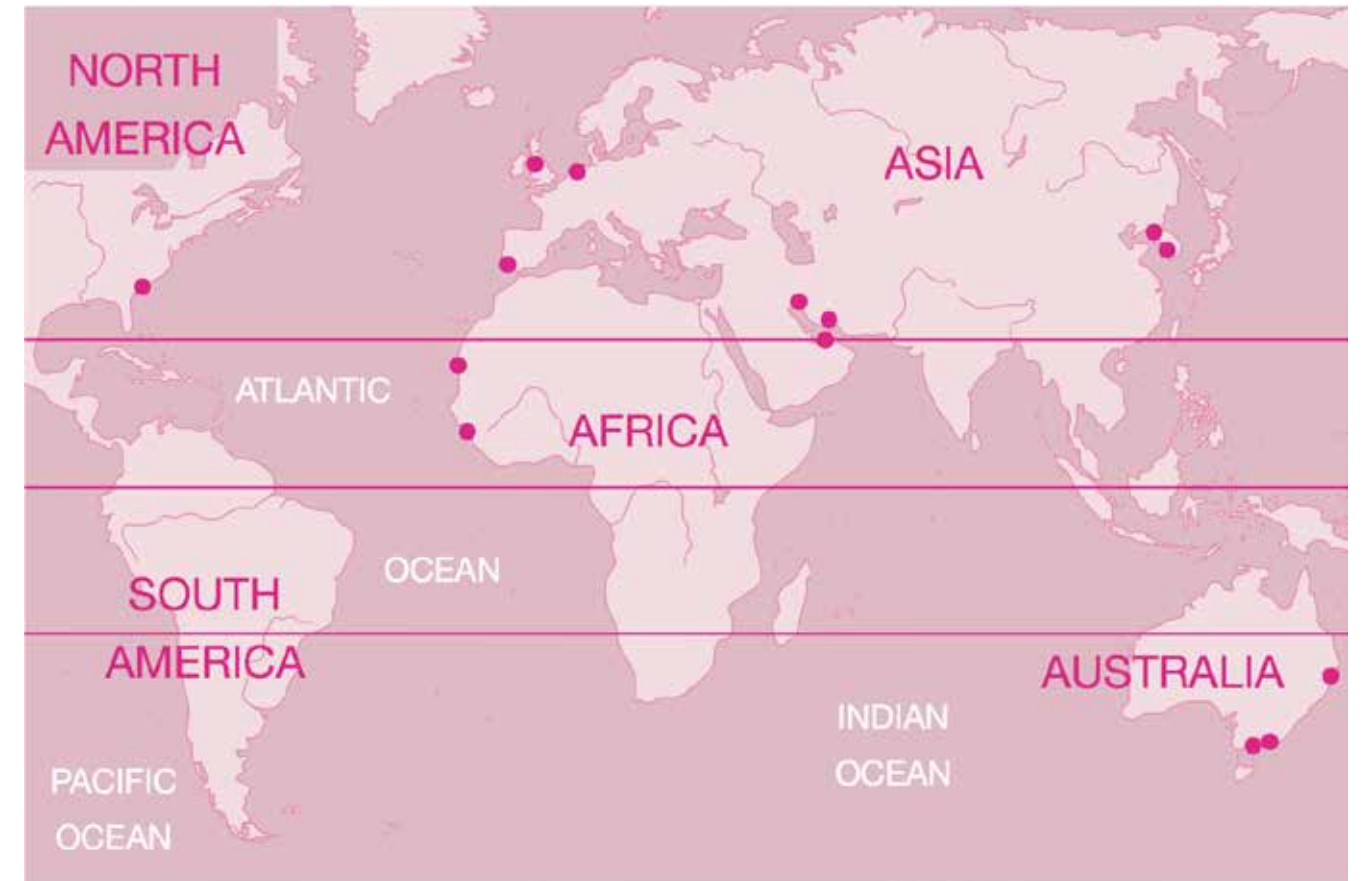 NORTH
AMERICA
ASIA
ATLANTIC
AFRICA
OCEAN
SOUTH
AMERICA
AUSTRALIA
INDIAN
OCEAN
PACIFIC
OCEAN